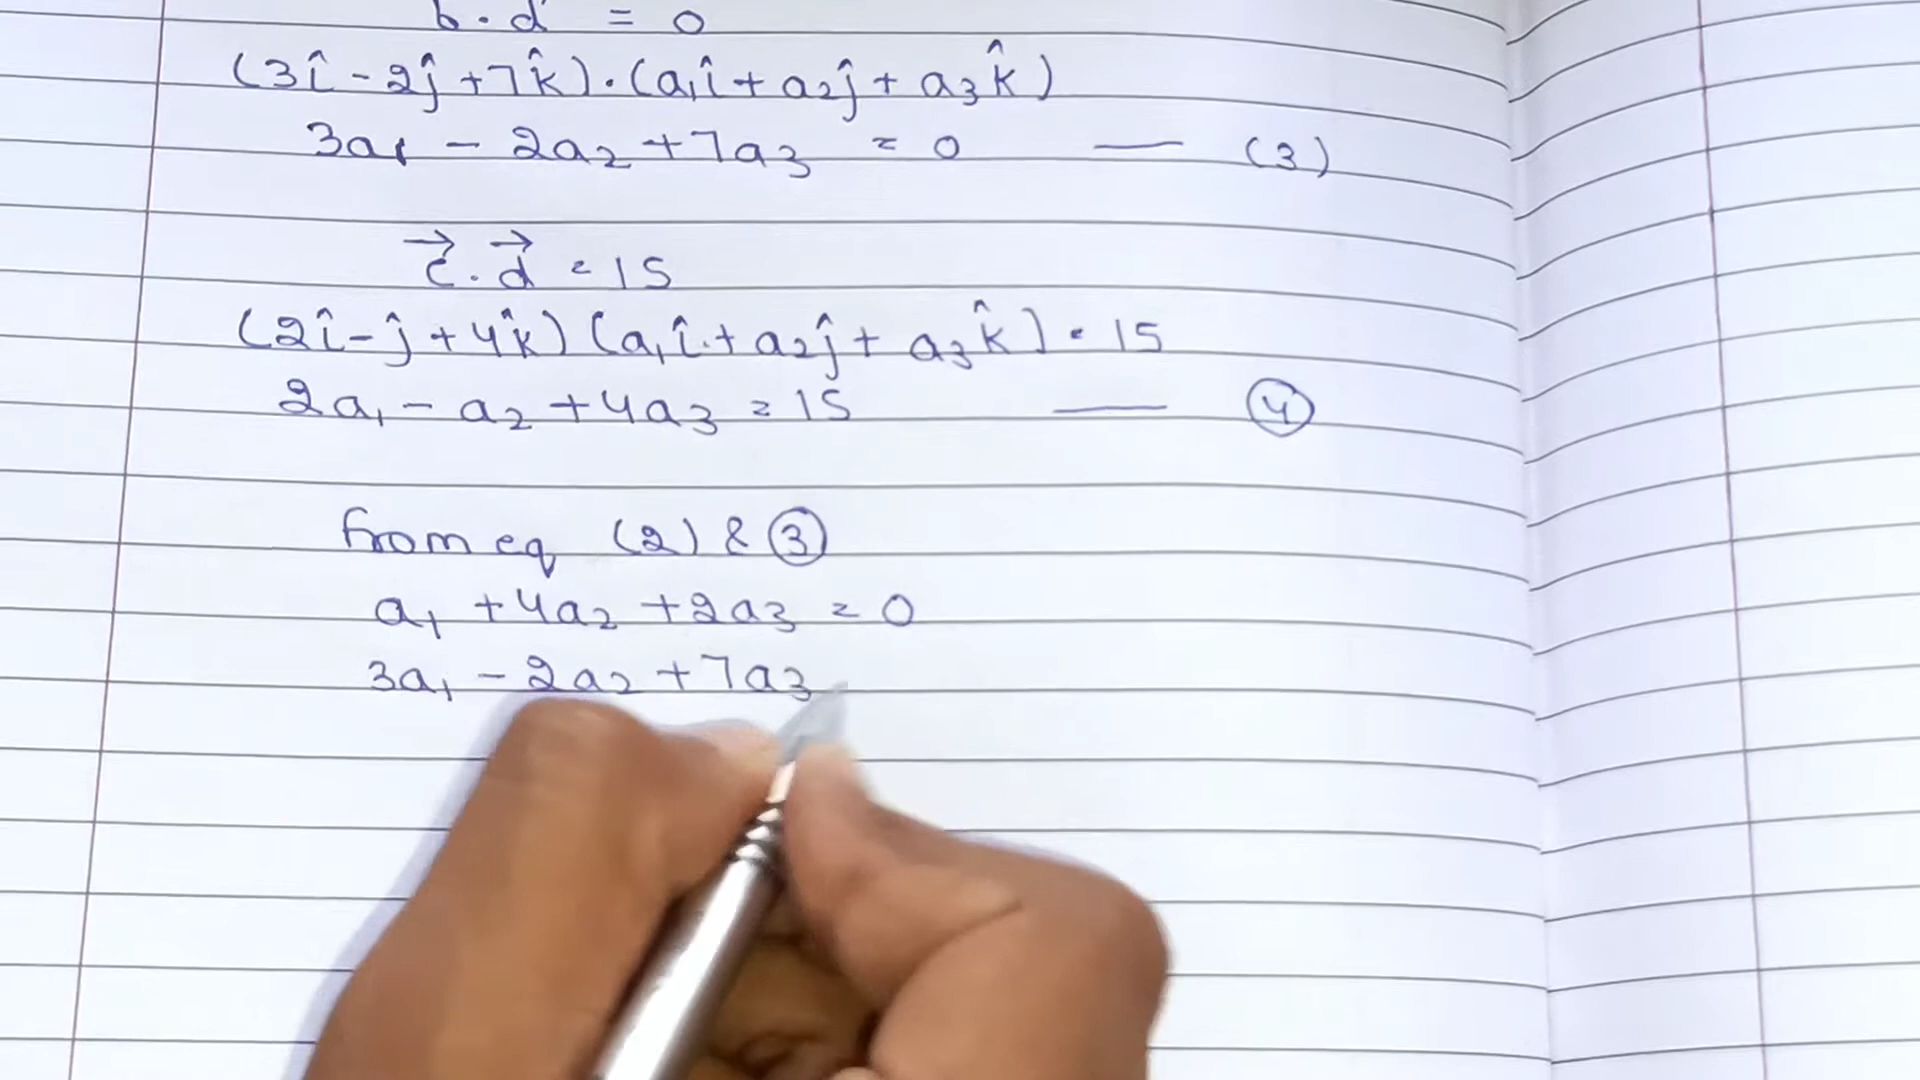 b . d = 0
(3î - 2ĵ + 7k̂) . (a₁î + a₂ĵ + a₃k̂)
3a₁ - 2a₂ + 7a₃ = 0 — (3)
c⃗ . d⃗ = 15
(2î - ĵ + 4k̂) (a₁î + a₂ĵ + a₃k̂) = 15
2a₁ - a₂ + 4a₃ = 15 — ④
from eq (2) & ③
a₁ + 4a₂ + 2a₃ = 0
3a₁ - 2a₂ + 7a₃